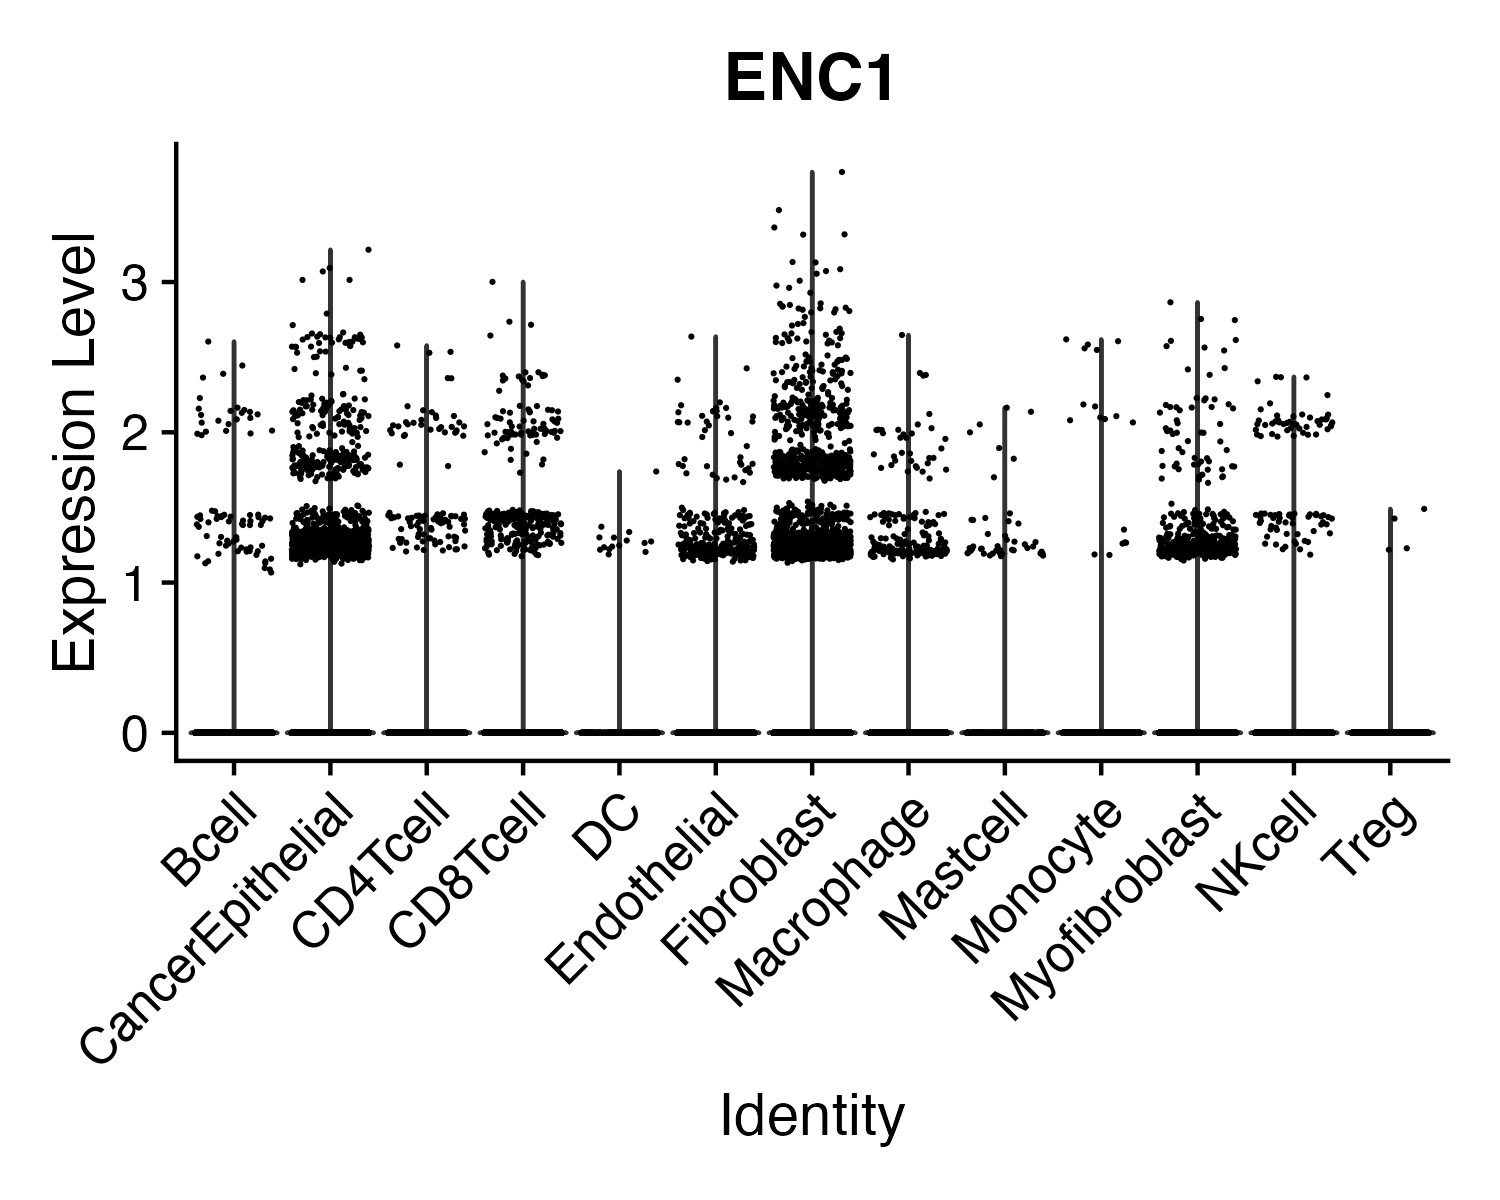 ENC1
Expression Level
3
2
1
0
Bcell
CancerEpithelial
CD4Tcell
CD8Tcell
DC
Endothelial
Fibroblast
Macrophage
Mastcell
Monocyte
Myofibroblast
NKcell
Treg
Identity